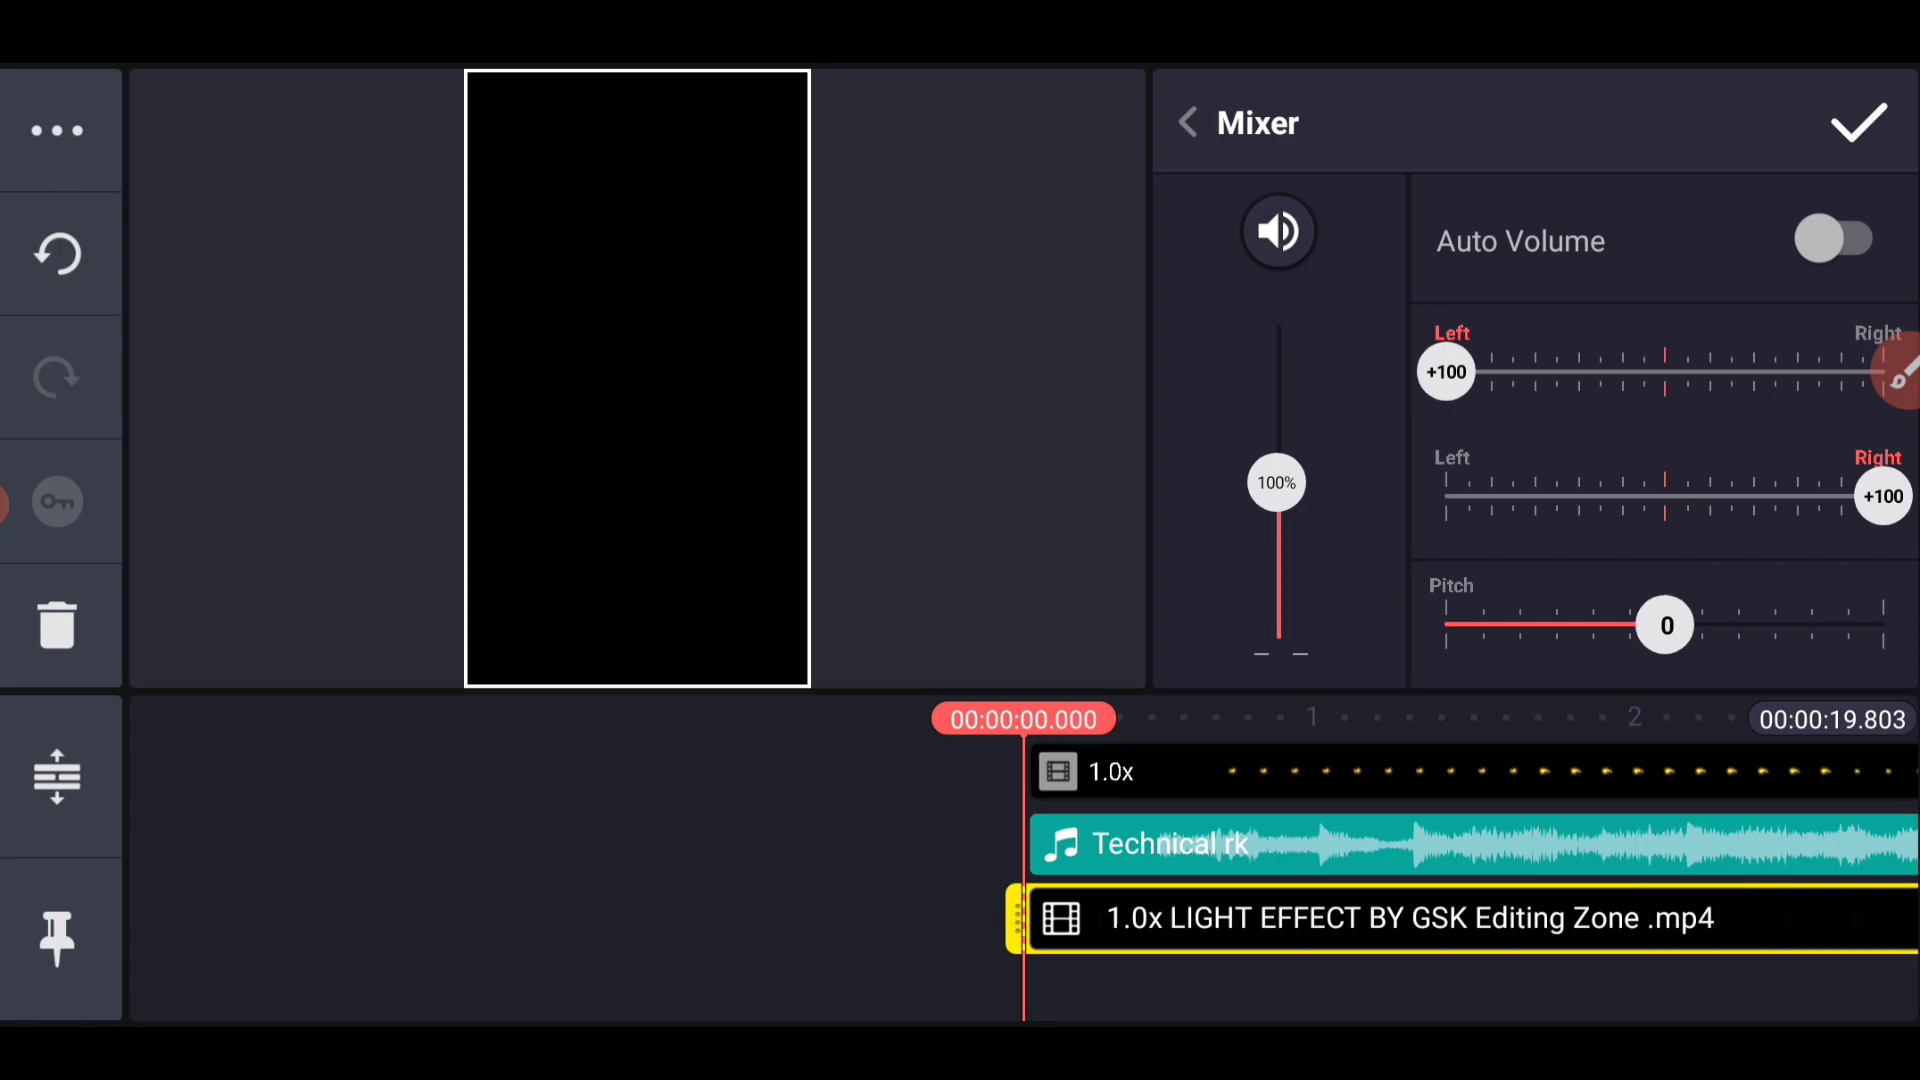 Mixer
Auto Volume
Left Right
+100
Left Right
+100
100%
Pitch
0
00:00:00.000 1 2 00:00:19.803
1.0x
Technical rk
1.0x LIGHT EFFECT BY GSK Editing Zone .mp4